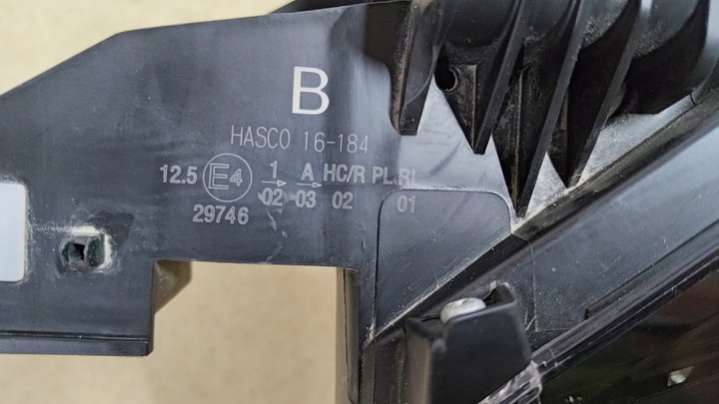 B
HASCO 16-184
12.5 E4 1 A HC/R PL.RL
02 03 02 01
29746